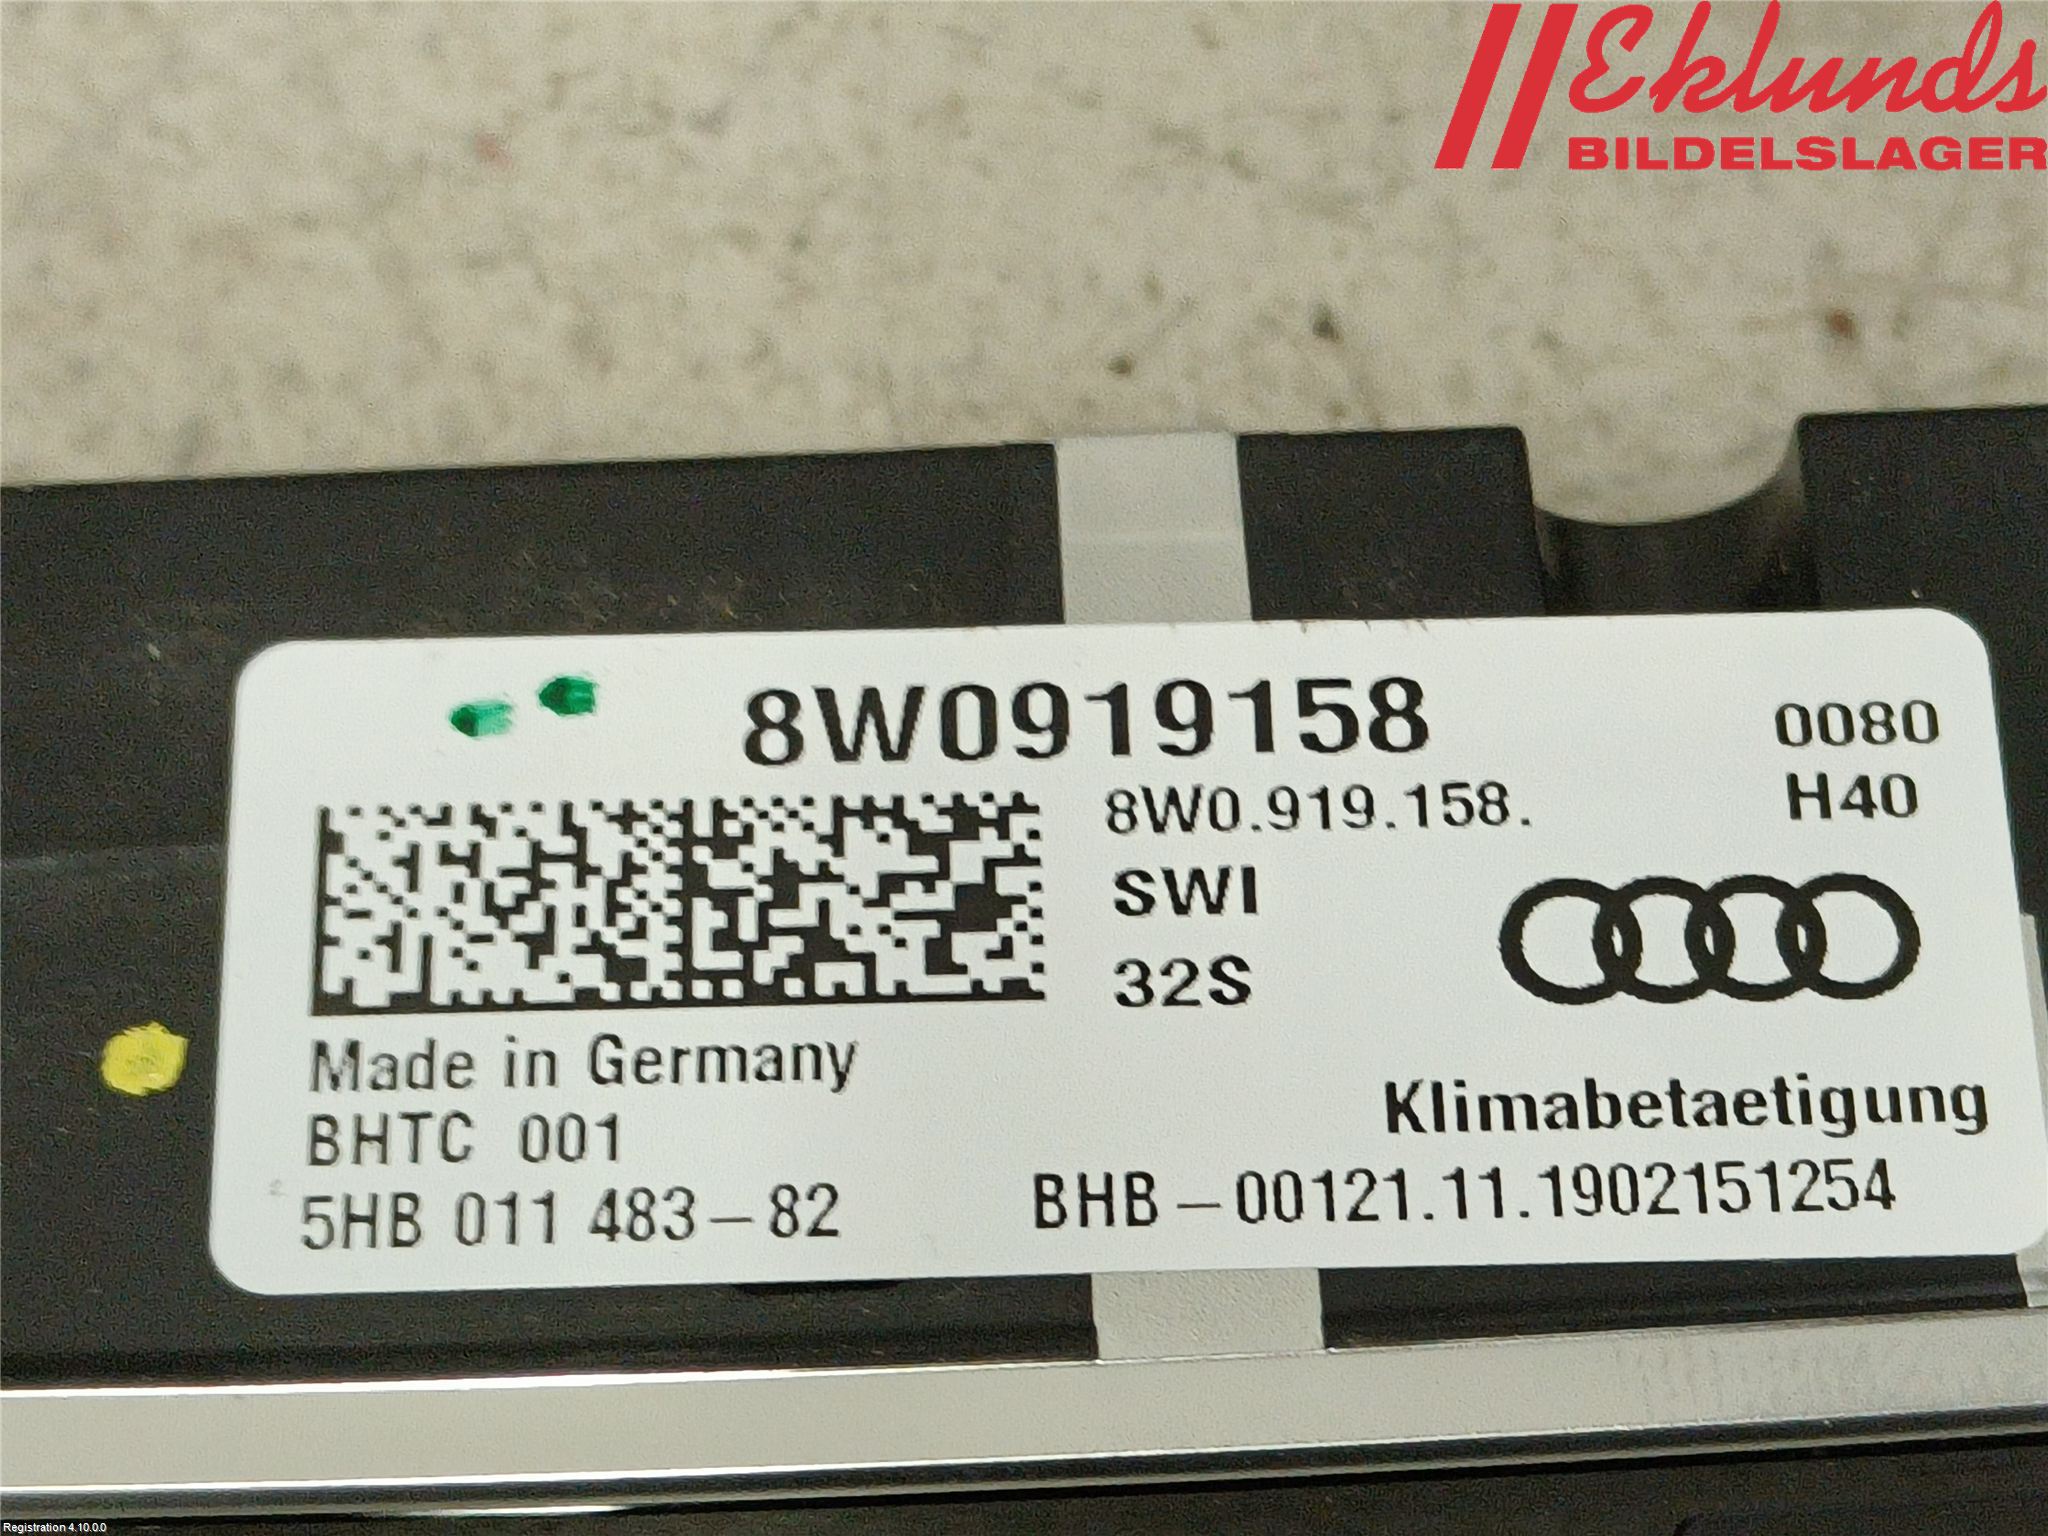 Eklunds
BILDELSLAGER
8W0919158
0080
8W0.919.158.
H40
SWI
32S
Made in Germany
BHTC 001
Klimabetaetigung
5HB 011 483-82
BHB-00121.11.1902151254
Registration 4.10.0.0